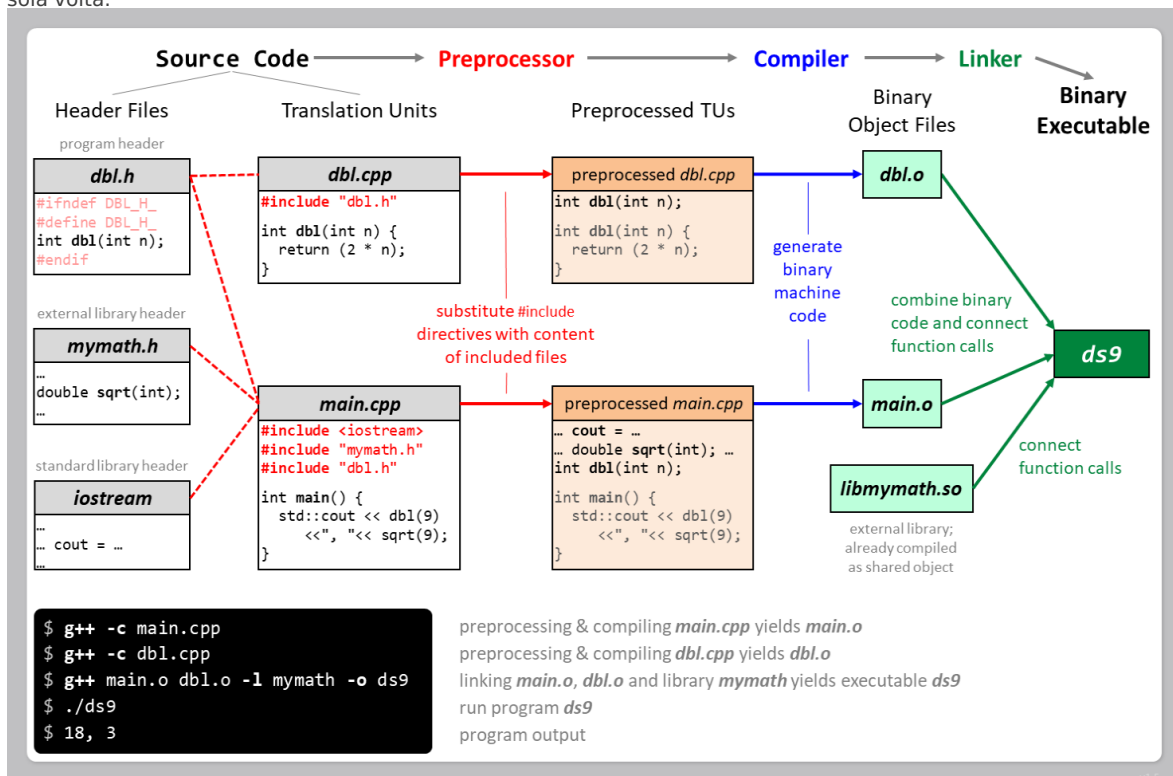 sola volta.
Source Code Preprocessor Compiler Linker
Binary
Executable
Header Files Translation Units Preprocessed TUs
Binary
Object Files
program header
dbl.h
#ifndef DBL_H_
#define DBL_H_
int dbl(int n);
#endif
dbl.cpp
#include "dbl.h"
int dbl(int n) {
return (2 * n);
}
preprocessed dbl.cpp
int dbl(int n);
int dbl(int n) {
return (2 * n);
}
dbl.o
substitute #include
directives with content
of included files
generate
binary
machine
code
combine binary
code and connect
function calls
ds9
external library header
mymath.h
…
double sqrt(int);
…
standard library header
iostream
…
… cout = …
…
main.cpp
#include <iostream>
#include "mymath.h"
#include "dbl.h"
int main() {
std::cout << dbl(9)
<<", "<< sqrt(9);
}
preprocessed main.cpp
… cout = …
… double sqrt(int); …
int dbl(int n);
int main() {
std::cout << dbl(9)
<<", "<< sqrt(9);
}
main.o
connect
function calls
libmymath.so
external library;
already compiled
as shared object
$ g++ -c main.cpp
$ g++ -c dbl.cpp
$ g++ main.o dbl.o -l mymath -o ds9
$ ./ds9
$ 18, 3
preprocessing & compiling main.cpp yields main.o
preprocessing & compiling dbl.cpp yields dbl.o
linking main.o, dbl.o and library mymath yields executable ds9
run program ds9
program output